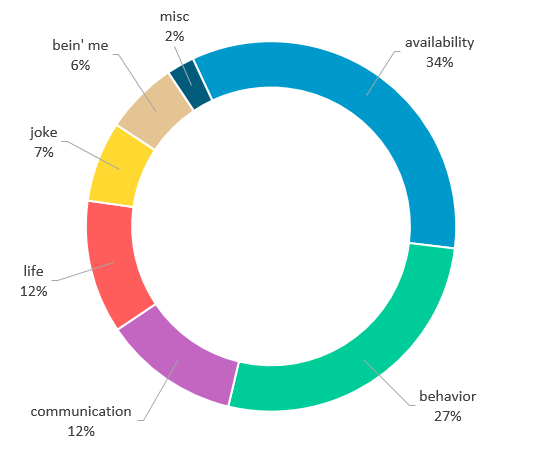 misc
2%
availability
34%
bein' me
6%
joke
7%
life
12%
communication
12%
behavior
27%